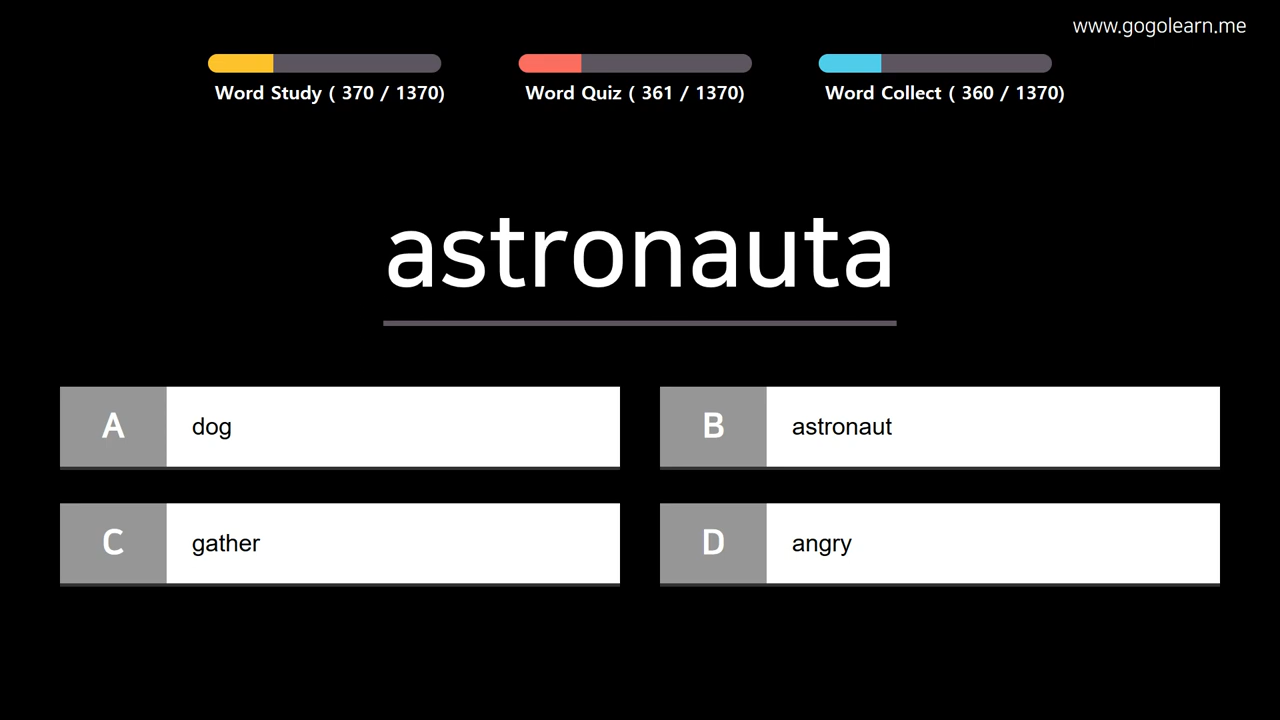 www.gogolearn.me
Word Study ( 370 / 1370)
Word Quiz ( 361 / 1370)
Word Collect ( 360 / 1370)
astronauta
A dog
B astronaut
C gather
D angry